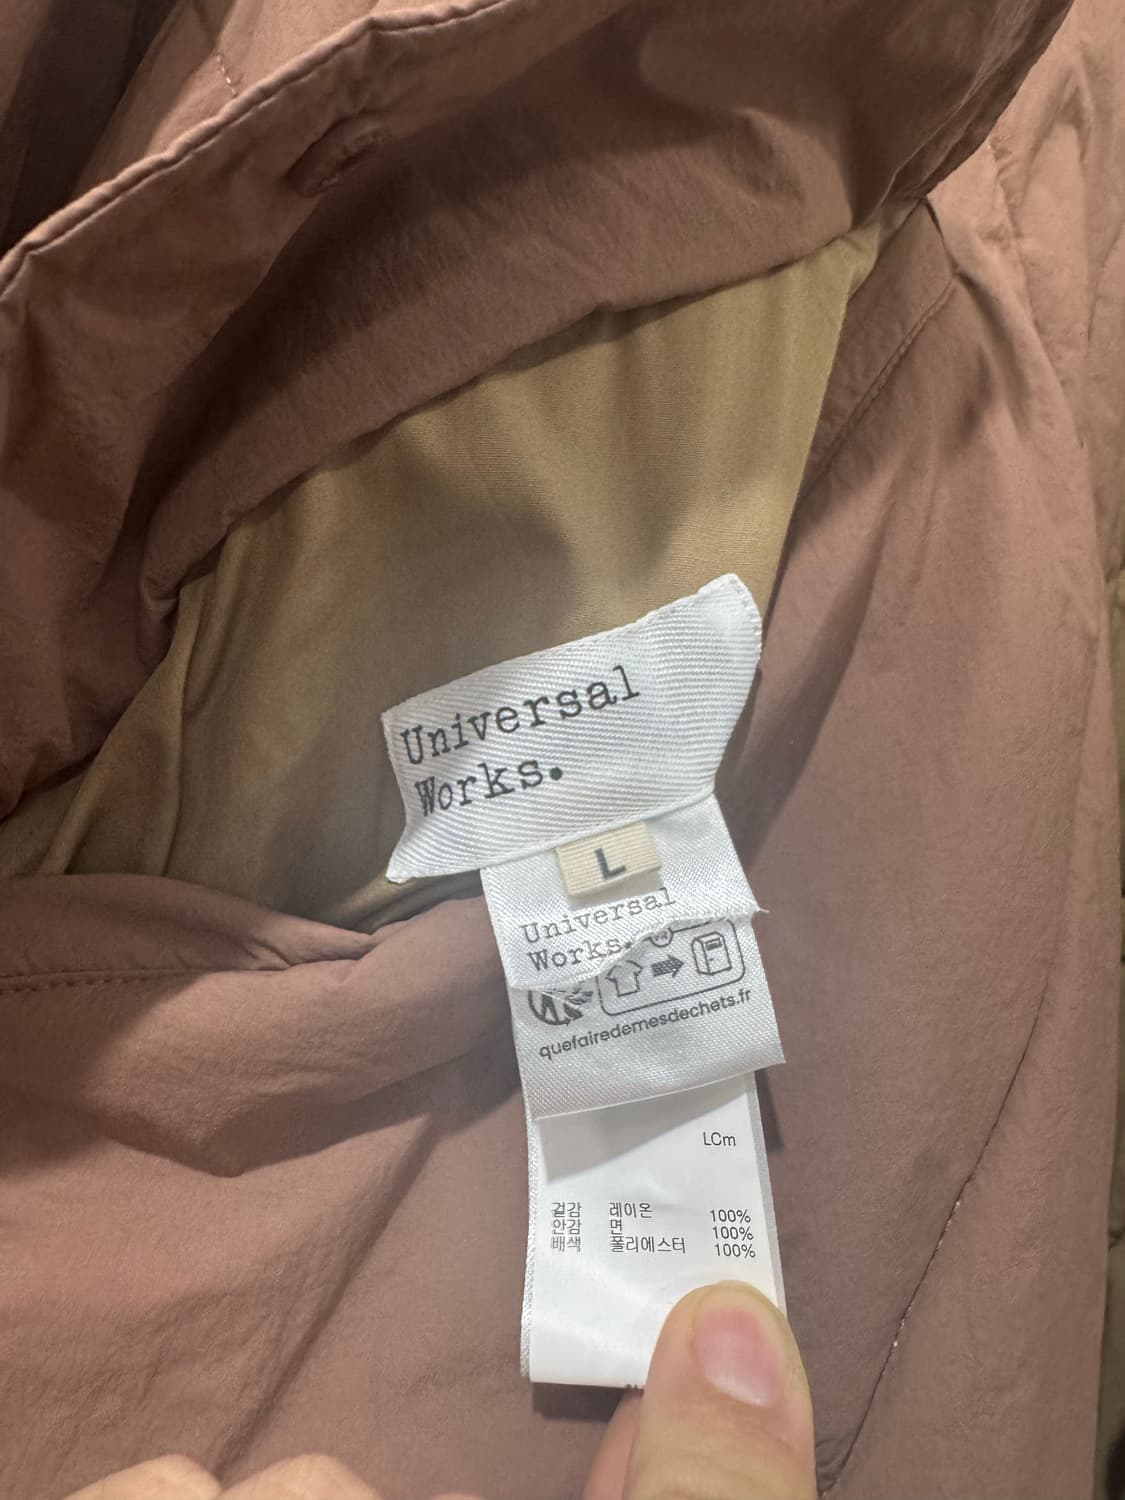 Universal
Works.
L
Universal
Works.
quefairedemesdechets.fr
LCm
겉감 레이온 100%
안감 면 100%
배색 폴리에스터 100%